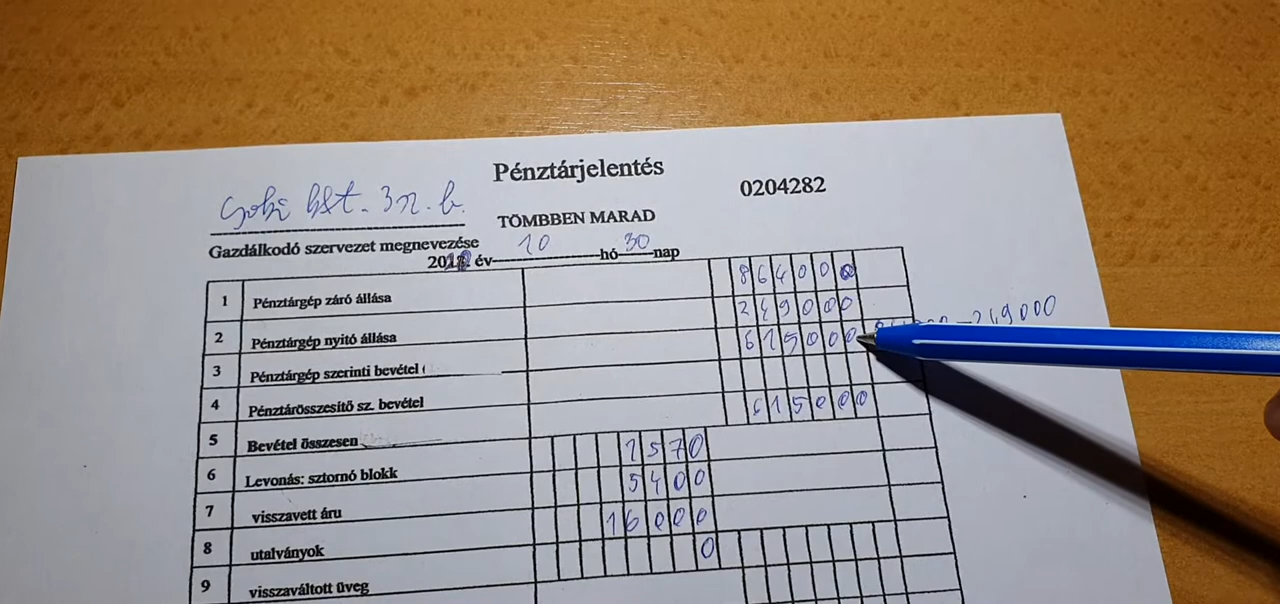 Pénztárjelentés
0204282
TÖMBBEN MARAD
Gazdálkodó szervezet megnevezése
év 10 hó 30 nap
1 Pénztárgép záró állása 864000
2 Pénztárgép nyitó állása 249000
3 Pénztárgép szerinti bevétel 615000 -249000
4 Pénztárösszesítő sz. bevétel
5 Bevétel összesen 615000
6 Levonás: sztornó blokk 1570
7 visszavett áru 5400
8 utalványok 16000
9 visszaváltott üveg 0